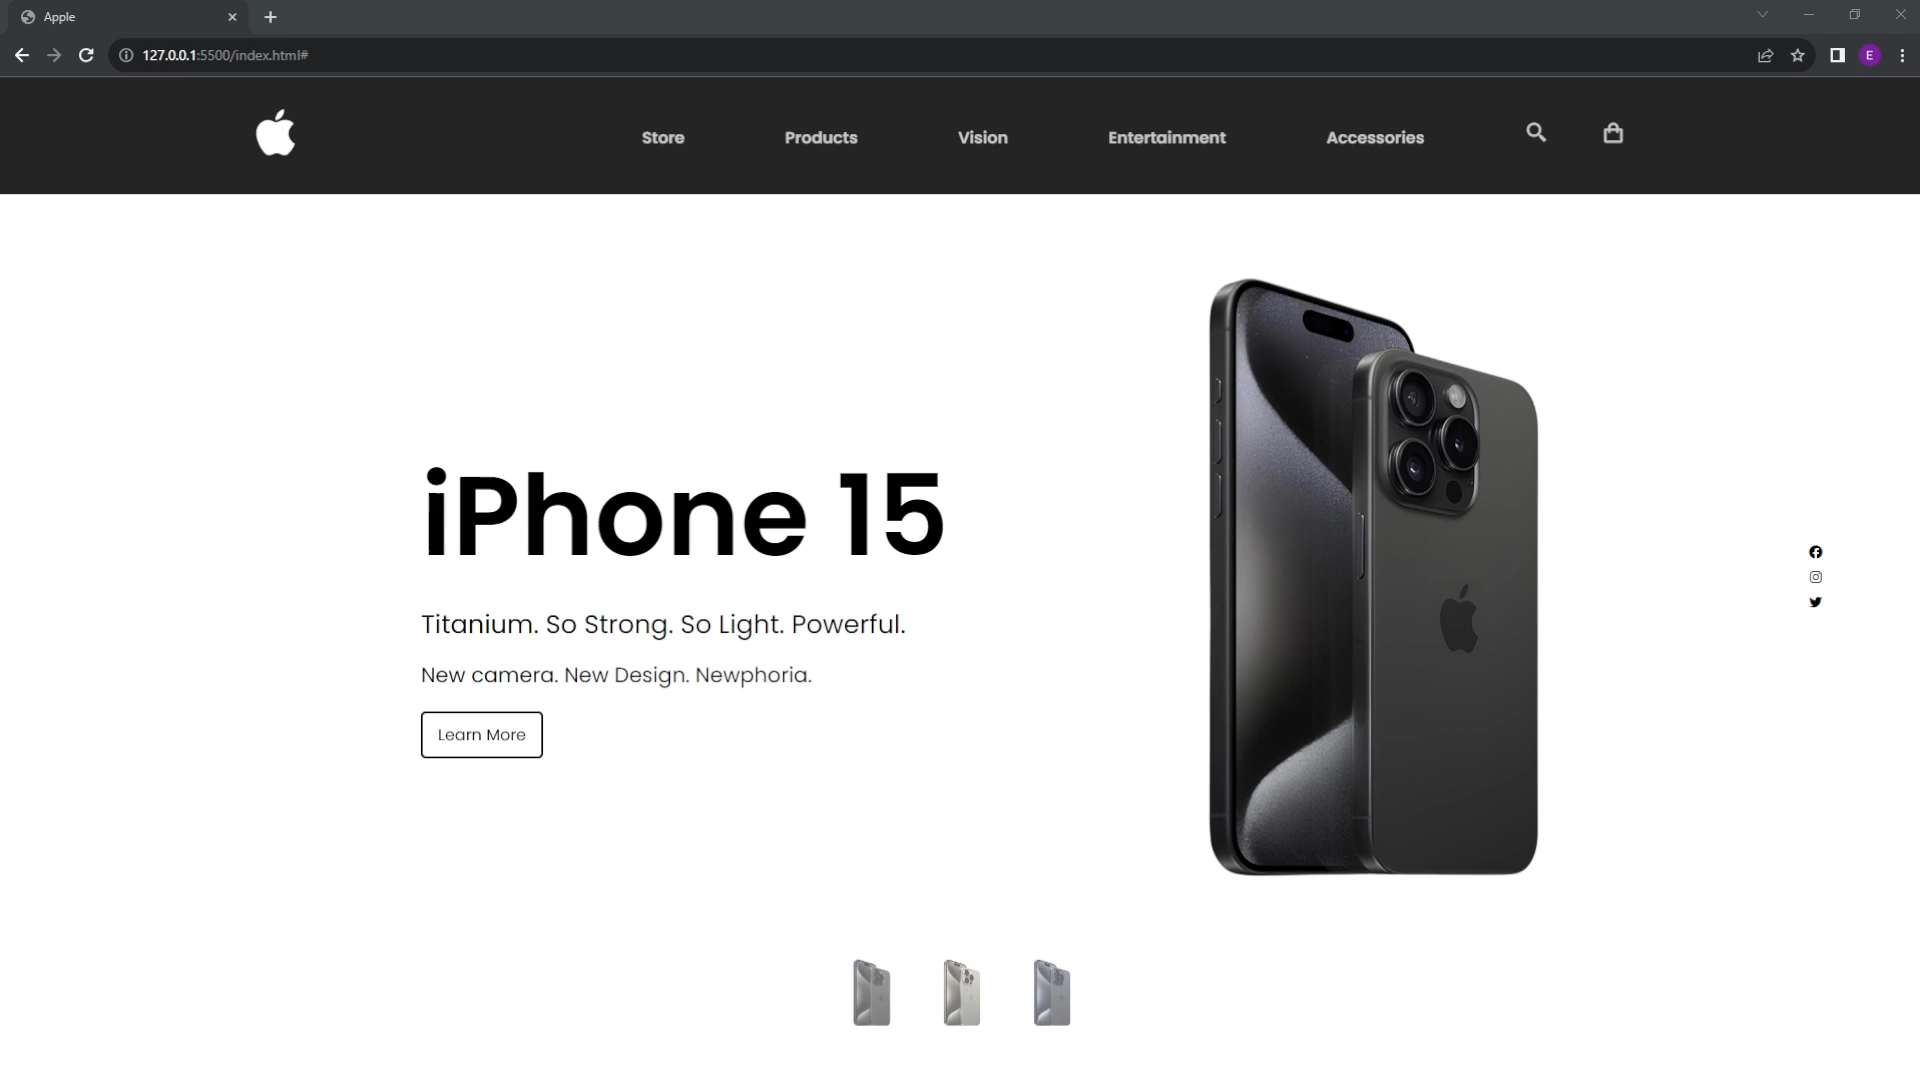 Apple
127.0.0.1:5500/index.html#
E
Store Products Vision Entertainment Accessories
iPhone 15
Titanium. So Strong. So Light. Powerful.
New camera. New Design. Newphoria.
Learn More